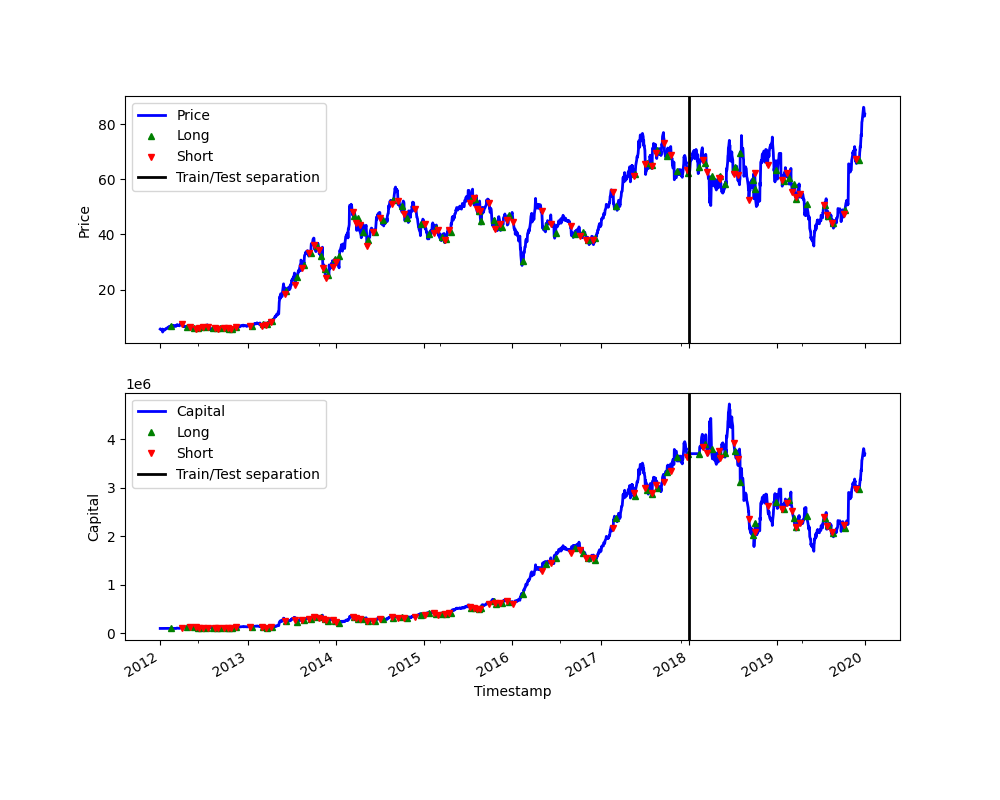 Price
Long
Short
Train/Test separation
80
60
40
20
Price
1e6
Capital
Long
Short
Train/Test separation
4
3
2
1
0
Capital
2012 2013 2014 2015 2016 2017 2018 2019 2020
Timestamp